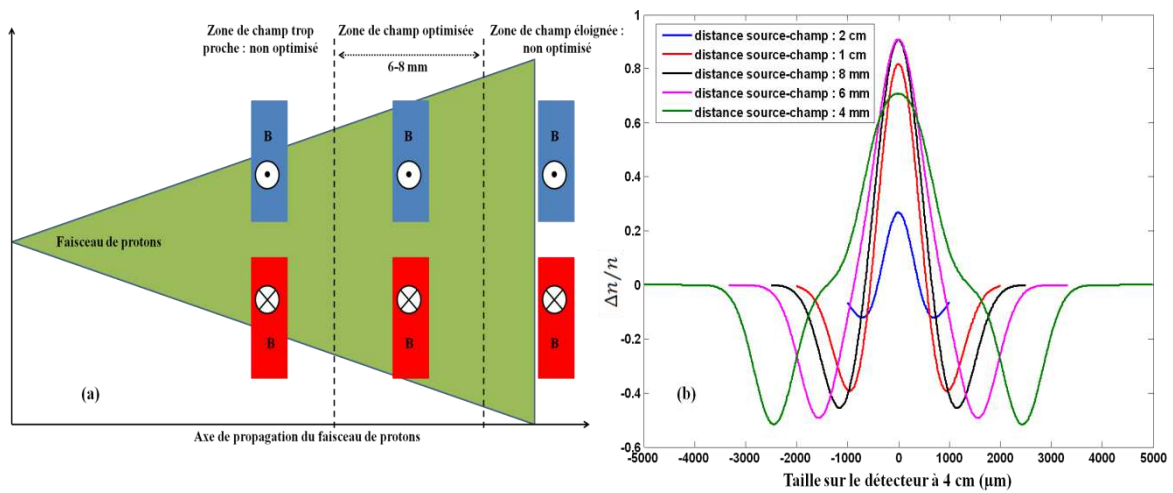 Zone de champ trop
proche : non optimisé
Zone de champ optimisée
Zone de champ éloignée :
non optimisé
6-8 mm
B
B
B
Faisceau de protons
B
B
B
(a)
Axe de propagation du faisceau de protons
distance source-champ : 2 cm
distance source-champ : 1 cm
distance source-champ : 8 mm
distance source-champ : 6 mm
distance source-champ : 4 mm
1
0.8
0.6
0.4
0.2
0
-0.2
-0.4
-0.6
Δn/n
(b)
-5000 -4000 -3000 -2000 -1000 0 1000 2000 3000 4000 5000
Taille sur le détecteur à 4 cm (µm)